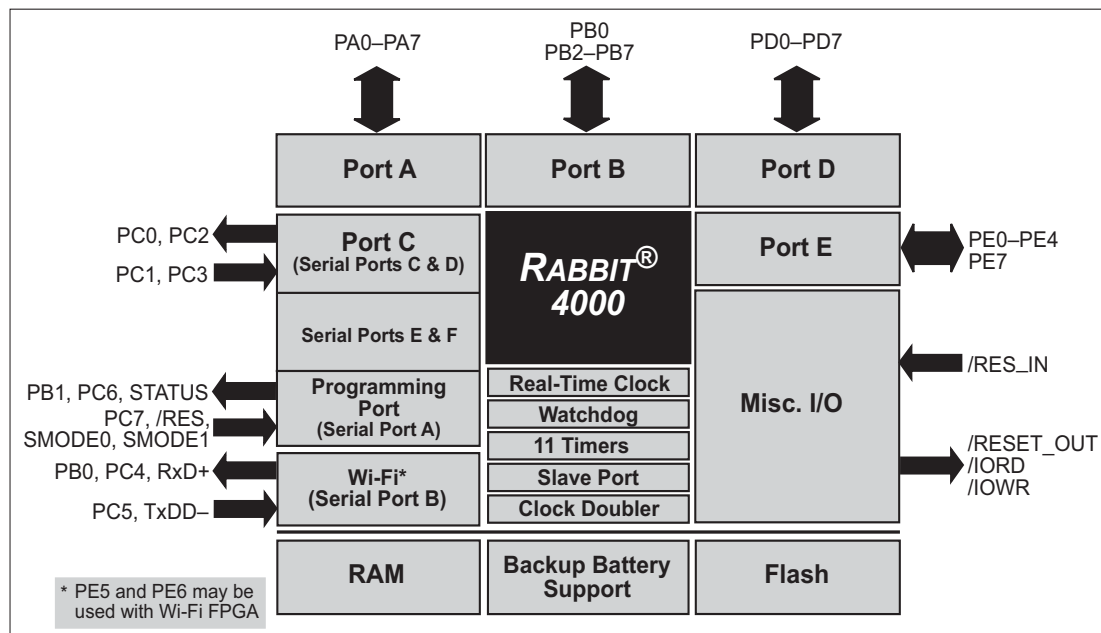 PA0–PA7
PB0
PB2–PB7
PD0–PD7
Port A
Port B
Port D
PC0, PC2
PC1, PC3
Port C
(Serial Ports C & D)
RABBIT®
4000
Port E
PE0–PE4
PE7
Serial Ports E & F
PB1, PC6, STATUS
PC7, /RES,
SMODE0, SMODE1
Programming
Port
(Serial Port A)
Real-Time Clock
Watchdog
11 Timers
Slave Port
Clock Doubler
Misc. I/O
/RES_IN
/RESET_OUT
/IORD
/IOWR
PB0, PC4, RxD+
PC5, TxDD–
Wi-Fi*
(Serial Port B)
RAM
Backup Battery
Support
Flash
* PE5 and PE6 may be
used with Wi-Fi FPGA